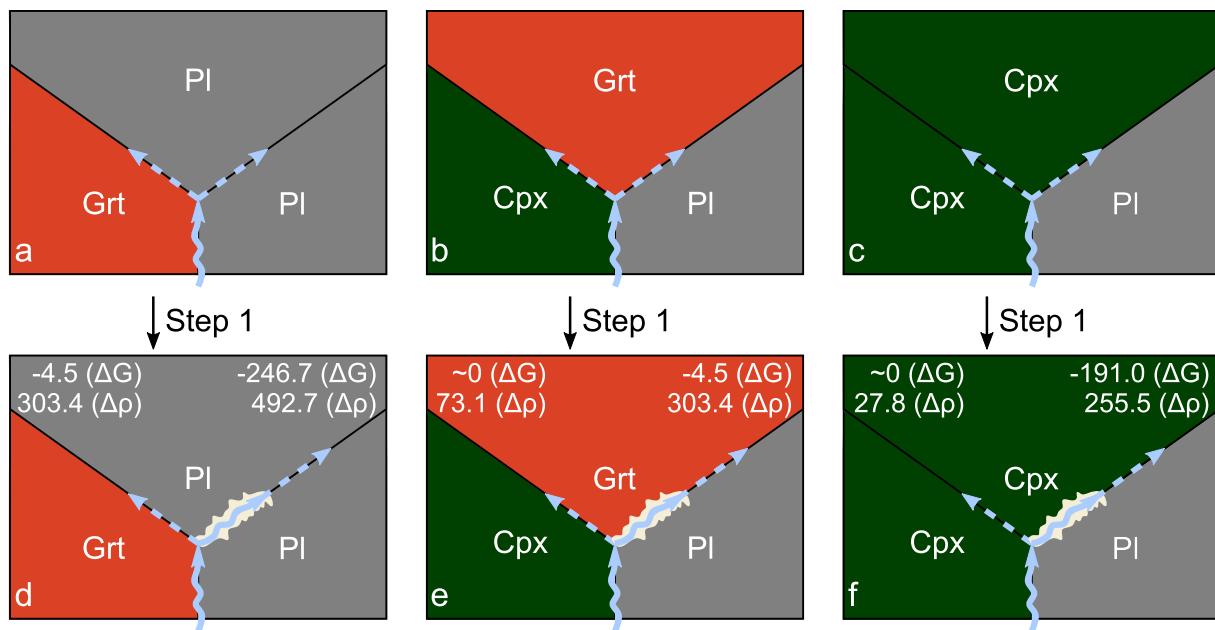 Pl
Grt
Pl
a
Grt
Cpx
Pl
b
Cpx
Cpx
Pl
c
Step 1
Step 1
Step 1
-4.5 (ΔG) -246.7 (ΔG)
303.4 (Δρ) 492.7 (Δρ)
Pl
Grt
Pl
d
~0 (ΔG) -4.5 (ΔG)
73.1 (Δρ) 303.4 (Δρ)
Grt
Cpx
Pl
e
~0 (ΔG) -191.0 (ΔG)
27.8 (Δρ) 255.5 (Δρ)
Cpx
Cpx
Pl
f